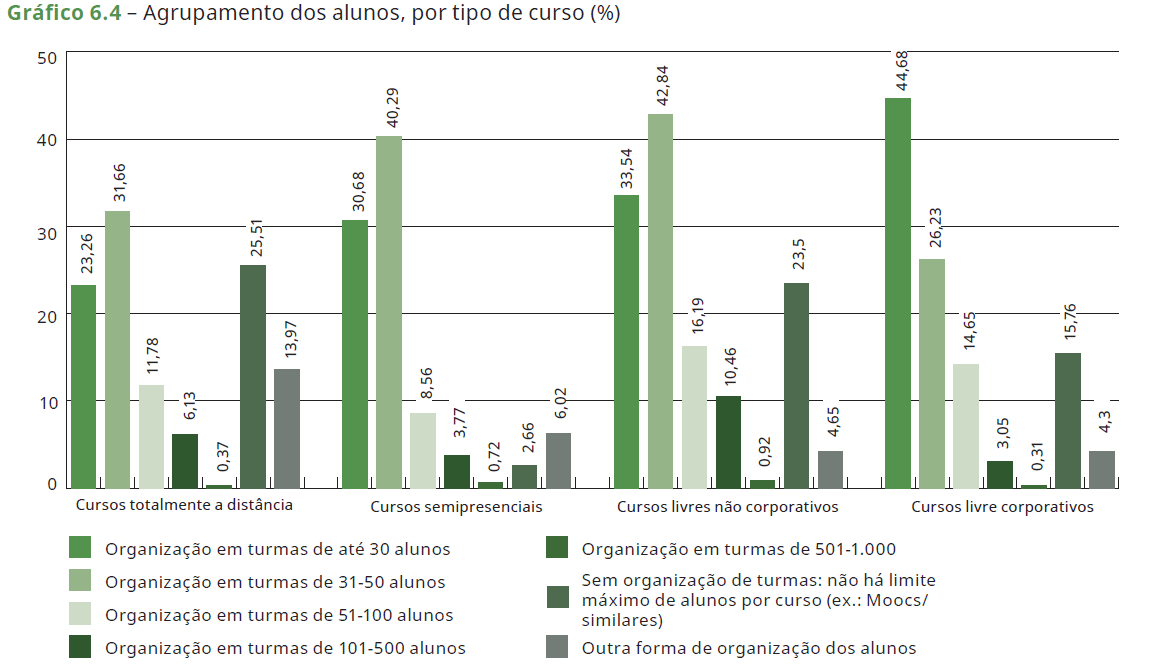 Gráfico 6.4 – Agrupamento dos alunos, por tipo de curso (%)
50
40
30
20
10
0
23,26
31,66
11,78
6,13
0,37
25,51
13,97
30,68
40,29
8,56
3,77
0,72
2,66
6,02
33,54
42,84
16,19
10,46
0,92
23,5
4,65
44,68
26,23
14,65
3,05
0,31
15,76
4,3
Cursos totalmente a distância
Cursos semipresenciais
Cursos livres não corporativos
Cursos livre corporativos
Organização em turmas de até 30 alunos
Organização em turmas de 31-50 alunos
Organização em turmas de 51-100 alunos
Organização em turmas de 101-500 alunos
Organização em turmas de 501-1.000
Sem organização de turmas: não há limite
máximo de alunos por curso (ex.: Moocs/
similares)
Outra forma de organização dos alunos